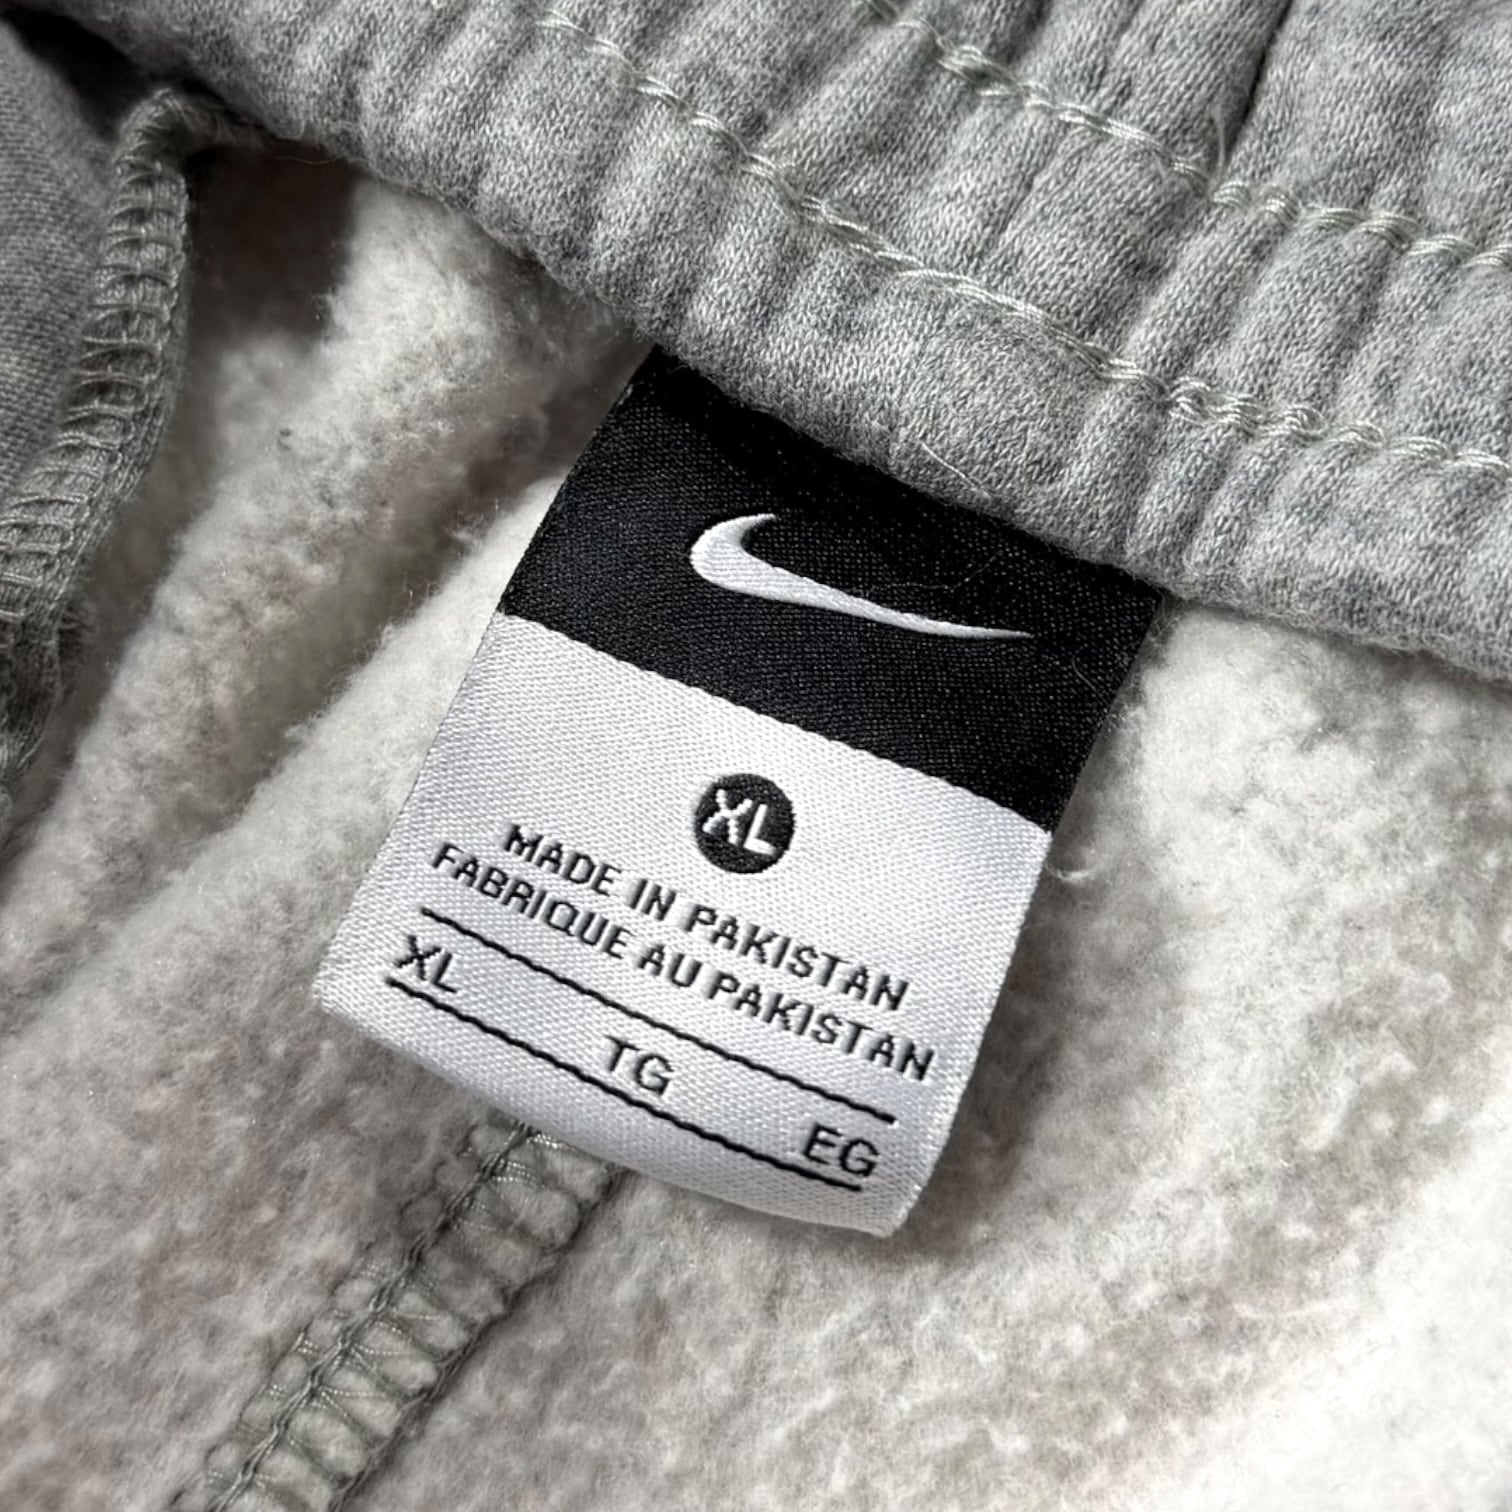 XL
MADE IN PAKISTAN
FABRIQUE AU PAKISTAN
XL TG EG